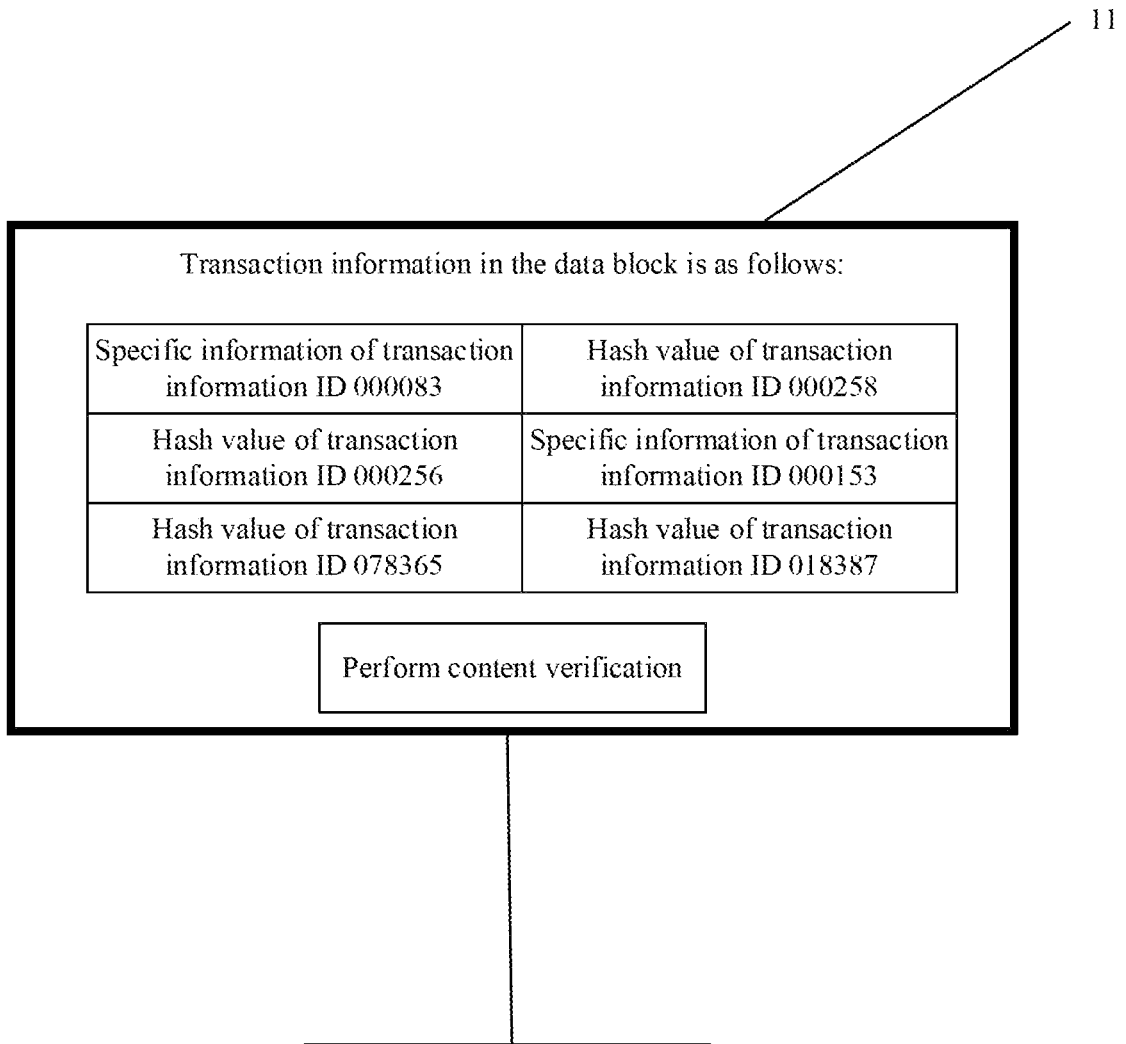 11
Transaction information in the data block is as follows:
Specific information of transaction
information ID 000083
Hash value of transaction
information ID 000258
Hash value of transaction
information ID 000256
Specific information of transaction
information ID 000153
Hash value of transaction
information ID 078365
Hash value of transaction
information ID 018387
Perform content verification